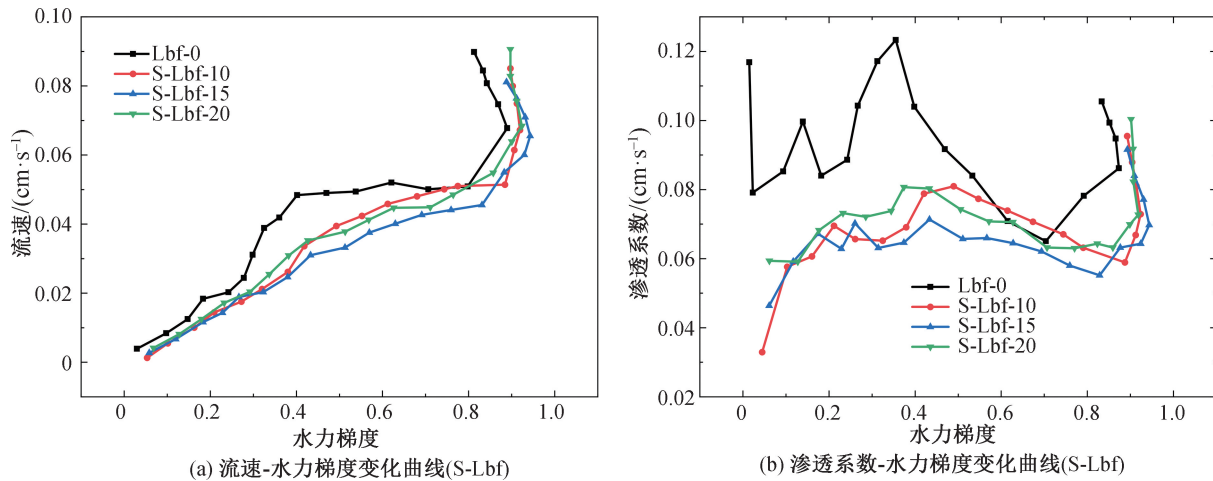 0.10
0.08
0.06
0.04
0.02
0
流速/(cm·s⁻¹)
Lbf-0
S-Lbf-10
S-Lbf-15
S-Lbf-20
0 0.2 0.4 0.6 0.8 1.0
水力梯度
(a) 流速-水力梯度变化曲线(S-Lbf)
0.12
0.10
0.08
0.06
0.04
0.02
渗透系数/(cm·s⁻¹)
Lbf-0
S-Lbf-10
S-Lbf-15
S-Lbf-20
0 0.2 0.4 0.6 0.8 1.0
水力梯度
(b) 渗透系数-水力梯度变化曲线(S-Lbf)